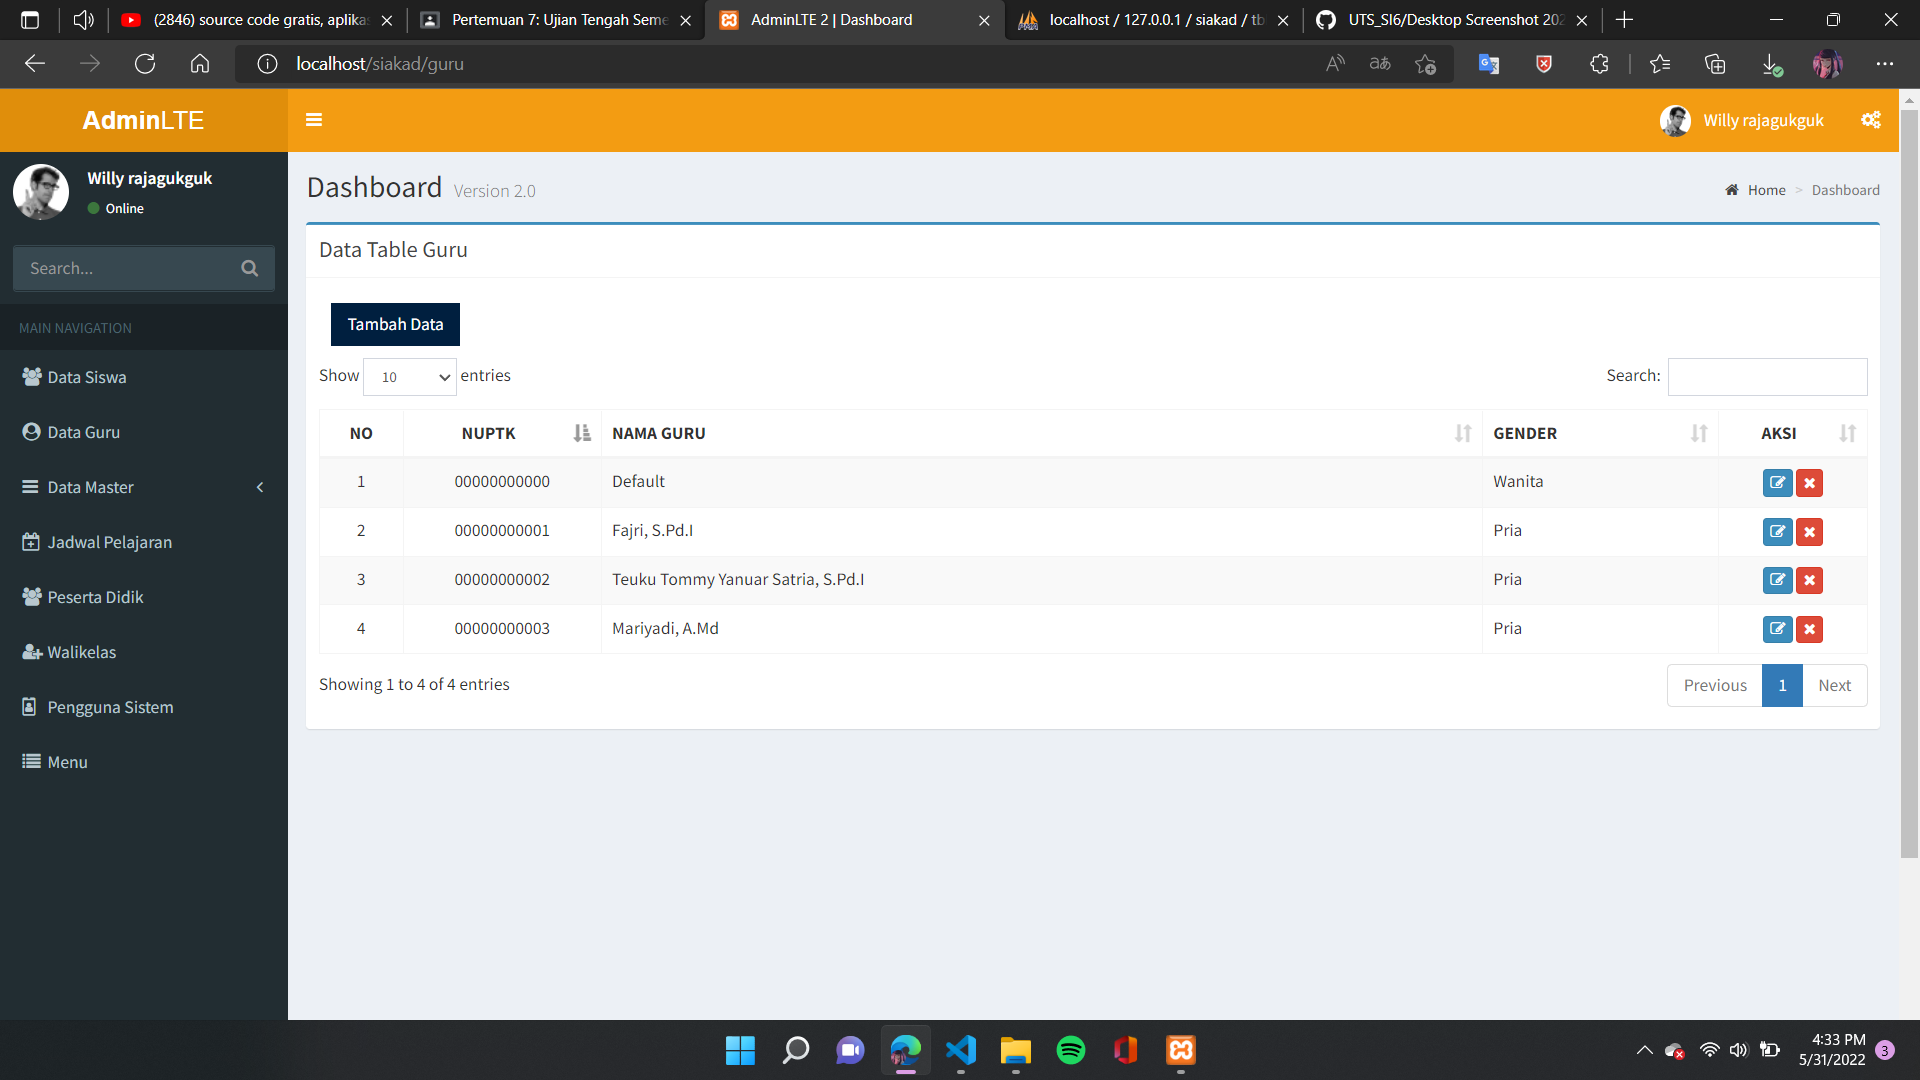 (2846) source code gratis, aplika
Pertemuan 7: Ujian Tengah Seme
AdminLTE 2 | Dashboard
localhost / 127.0.0.1 / siakad / tb
UTS_SI6/Desktop Screenshot 202
localhost/siakad/guru
AdminLTE
Willy rajagukguk
Willy rajagukguk
Online
Search...
MAIN NAVIGATION
Data Siswa
Data Guru
Data Master
Jadwal Pelajaran
Peserta Didik
Walikelas
Pengguna Sistem
Menu
Dashboard Version 2.0
Home > Dashboard
Data Table Guru
Tambah Data
Show 10 entries
Search:
NO NUPTK NAMA GURU GENDER AKSI
1 00000000000 Default Wanita
2 00000000001 Fajri, S.Pd.I Pria
3 00000000002 Teuku Tommy Yanuar Satria, S.Pd.I Pria
4 00000000003 Mariyadi, A.Md Pria
Showing 1 to 4 of 4 entries
Previous 1 Next
4:33 PM
5/31/2022
3